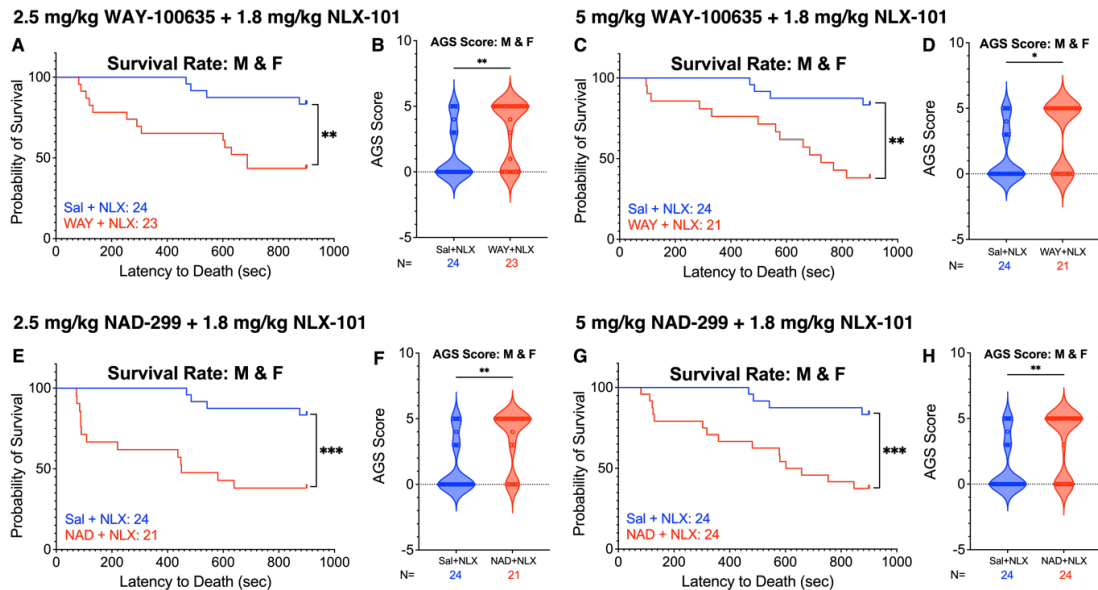 2.5 mg/kg WAY-100635 + 1.8 mg/kg NLX-101
A
Survival Rate: M & F
Probability of Survival
100
50
0
**
Sal + NLX: 24
WAY + NLX: 23
0 200 400 600 800 1000
Latency to Death (sec)
B
AGS Score: M & F
AGS Score
10
5
0
-5
**
Sal+NLX WAY+NLX
N= 24 23
5 mg/kg WAY-100635 + 1.8 mg/kg NLX-101
C
Survival Rate: M & F
Probability of Survival
100
50
0
**
Sal + NLX: 24
WAY + NLX: 21
0 200 400 600 800 1000
Latency to Death (sec)
D
AGS Score: M & F
AGS Score
10
5
0
-5
*
Sal+NLX WAY+NLX
N= 24 21
2.5 mg/kg NAD-299 + 1.8 mg/kg NLX-101
E
Survival Rate: M & F
Probability of Survival
100
50
0
***
Sal + NLX: 24
NAD + NLX: 21
0 200 400 600 800 1000
Latency to Death (sec)
F
AGS Score: M & F
AGS Score
10
5
0
-5
**
Sal+NLX NAD+NLX
N= 24 21
5 mg/kg NAD-299 + 1.8 mg/kg NLX-101
G
Survival Rate: M & F
Probability of Survival
100
50
0
***
Sal + NLX: 24
NAD + NLX: 24
0 200 400 600 800 1000
Latency to Death (sec)
H
AGS Score: M & F
AGS Score
10
5
0
-5
**
Sal+NLX NAD+NLX
N= 24 24